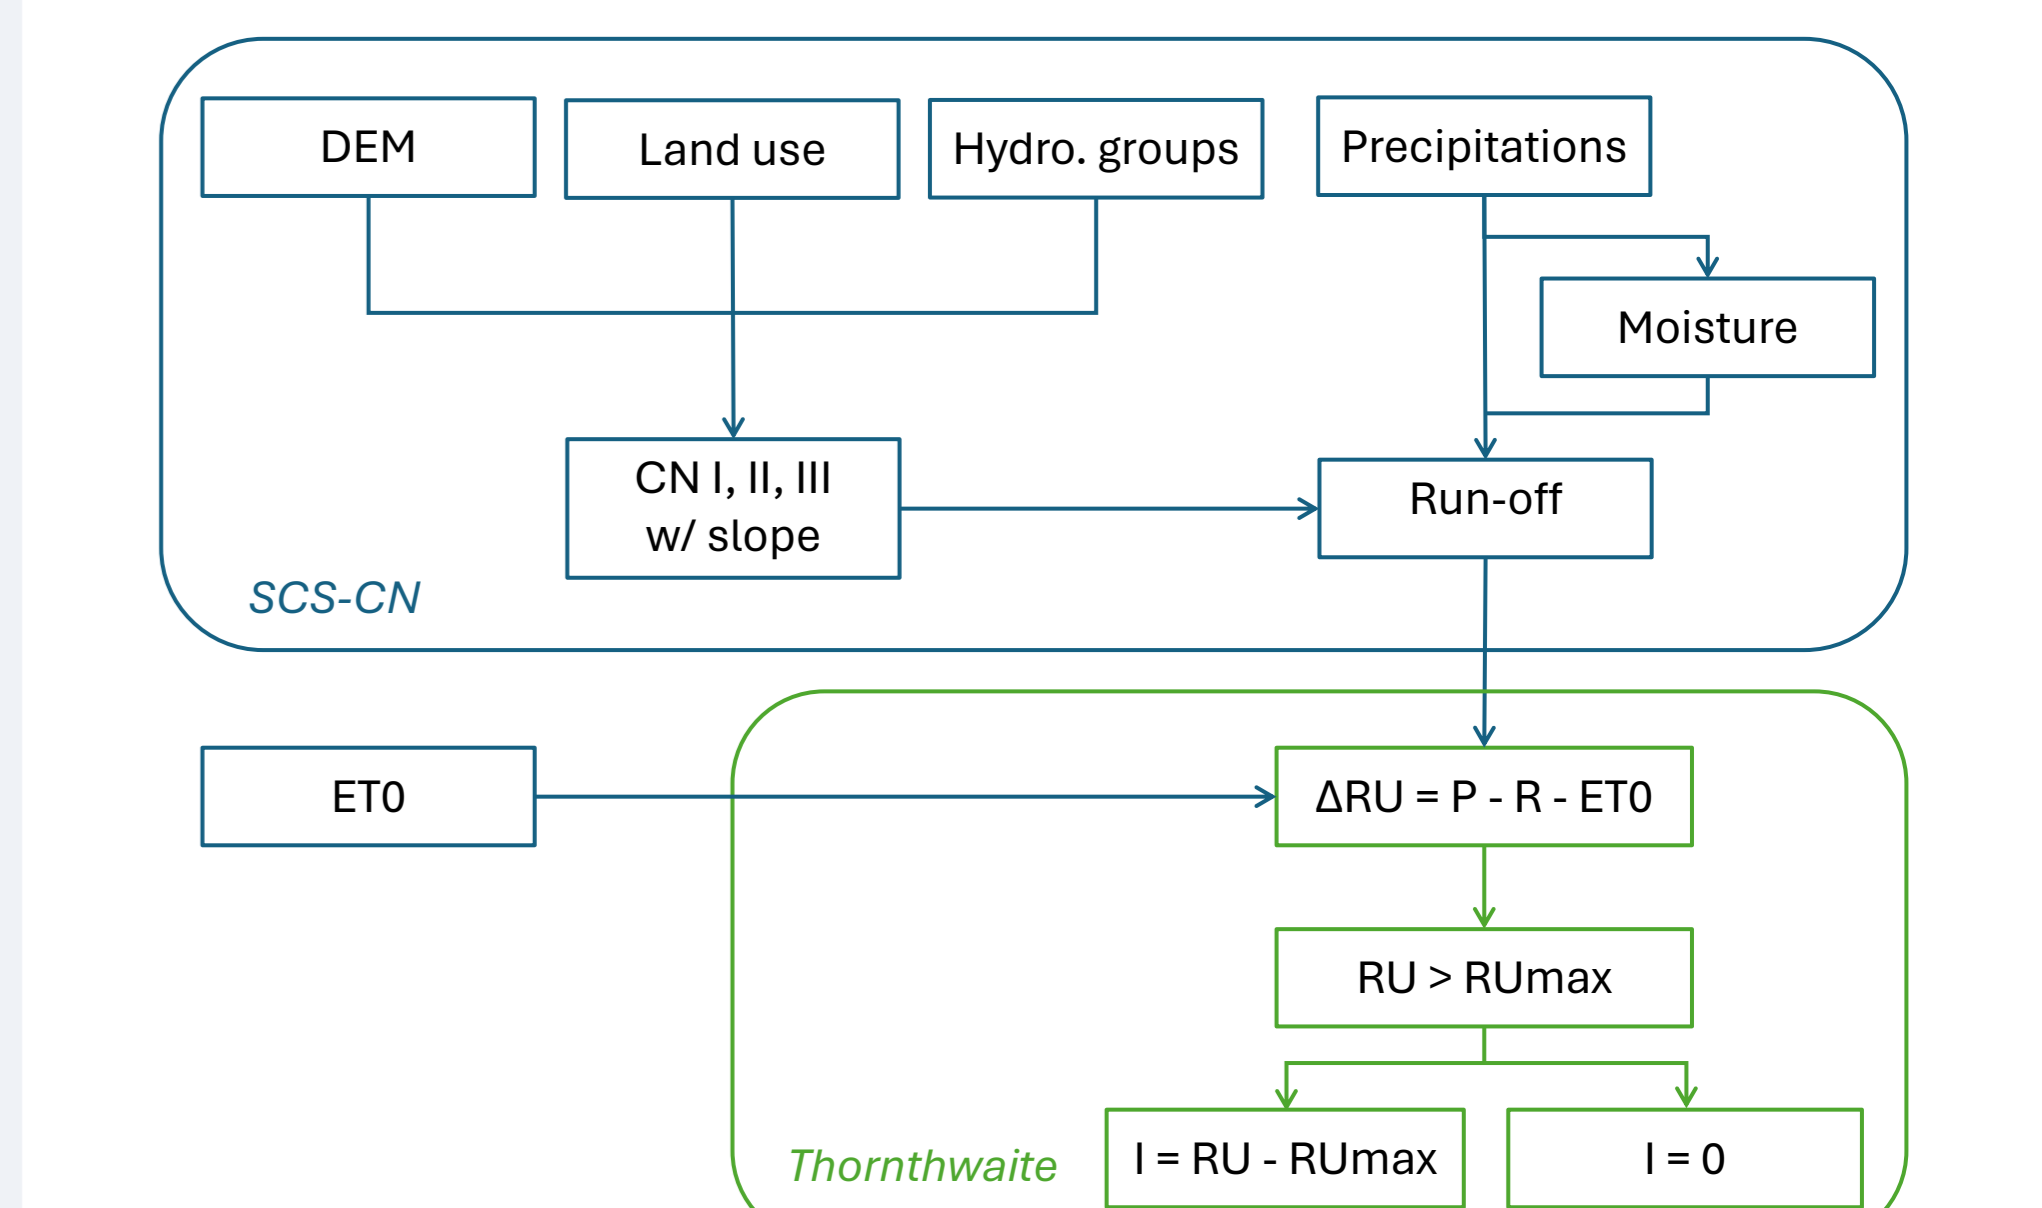 DEM
Land use
Hydro. groups
Precipitations
Moisture
CN I, II, III
w/ slope
Run-off
SCS-CN
ET0
ΔRU = P - R - ET0
RU > RUmax
I = RU - RUmax
I = 0
Thornthwaite